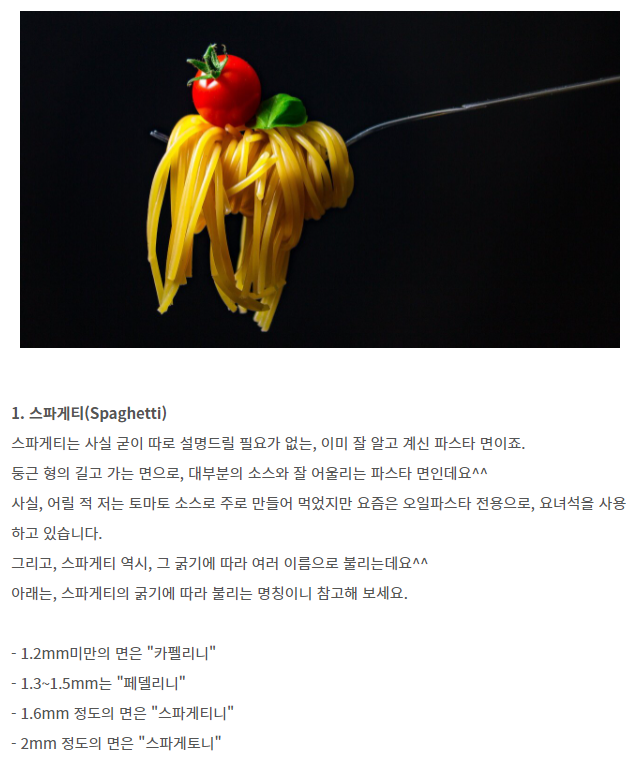 1. 스파게티(Spaghetti)
스파게티는 사실 굳이 따로 설명드릴 필요가 없는, 이미 잘 알고 계신 파스타 면이죠.
둥근 형의 길고 가는 면으로, 대부분의 소스와 잘 어울리는 파스타 면인데요^^
사실, 어릴 적 저는 토마토 소스로 주로 만들어 먹었지만 요즘은 오일파스타 전용으로, 요녀석을 사용
하고 있습니다.
그리고, 스파게티 역시, 그 굵기에 따라 여러 이름으로 불리는데요^^
아래는, 스파게티의 굵기에 따라 불리는 명칭이니 참고해 보세요.
- 1.2mm미만의 면은 "카펠리니"
- 1.3~1.5mm는 "페델리니"
- 1.6mm 정도의 면은 "스파게티니"
- 2mm 정도의 면은 "스파게토니"